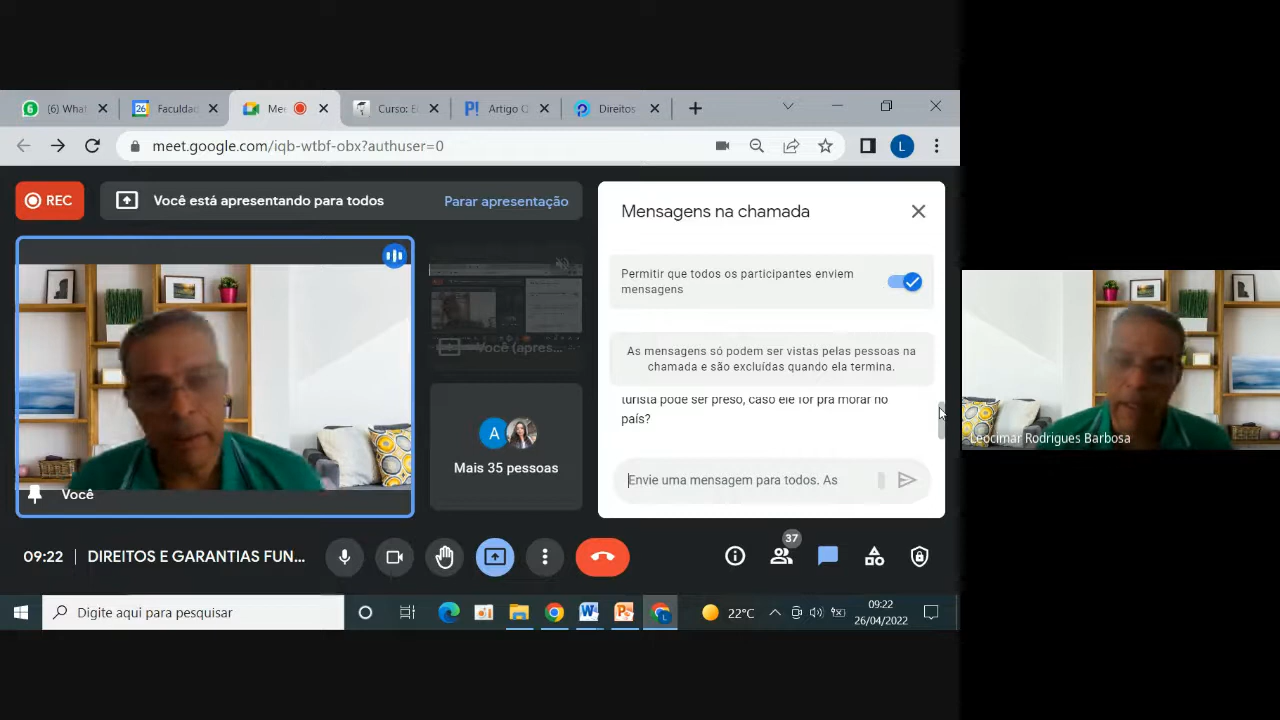 (6) What
Faculdad
Mee
Curso: E
Artigo
Direitos
meet.google.com/iqb-wtbf-obx?authuser=0
L
REC
Você está apresentando para todos
Parar apresentação
Mensagens na chamada
Permitir que todos os participantes enviem
mensagens
As mensagens só podem ser vistas pelas pessoas na
chamada e são excluídas quando ela termina.
turista pode ser preso, caso ele for pra morar no
país?
Envie uma mensagem para todos. As
Você (apres...
A
Mais 35 pessoas
Você
Leocimar Rodrigues Barbosa
09:22
DIREITOS E GARANTIAS FUN...
37
Digite aqui para pesquisar
22°C
09:22
26/04/2022